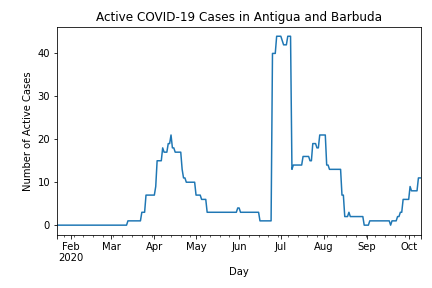 Active COVID-19 Cases in Antigua and Barbuda
Number of Active Cases
40
30
20
10
0
Feb Mar Apr May Jun Jul Aug Sep Oct
2020
Day